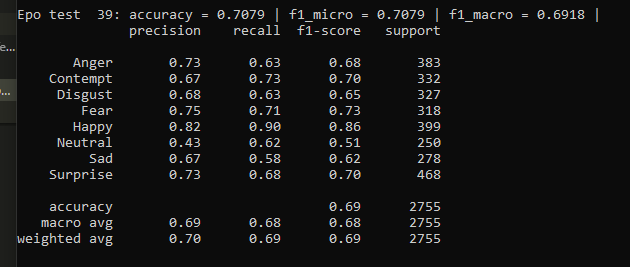 Epo test  39: accuracy = 0.7079 | f1_micro = 0.7079 | f1_macro = 0.6918 |
precision recall f1-score support
Anger 0.73 0.63 0.68 383
Contempt 0.67 0.73 0.70 332
Disgust 0.68 0.63 0.65 327
Fear 0.75 0.71 0.73 318
Happy 0.82 0.90 0.86 399
Neutral 0.43 0.62 0.51 250
Sad 0.67 0.58 0.62 278
Surprise 0.73 0.68 0.70 468
accuracy 0.69 2755
macro avg 0.69 0.68 0.68 2755
weighted avg 0.70 0.69 0.69 2755